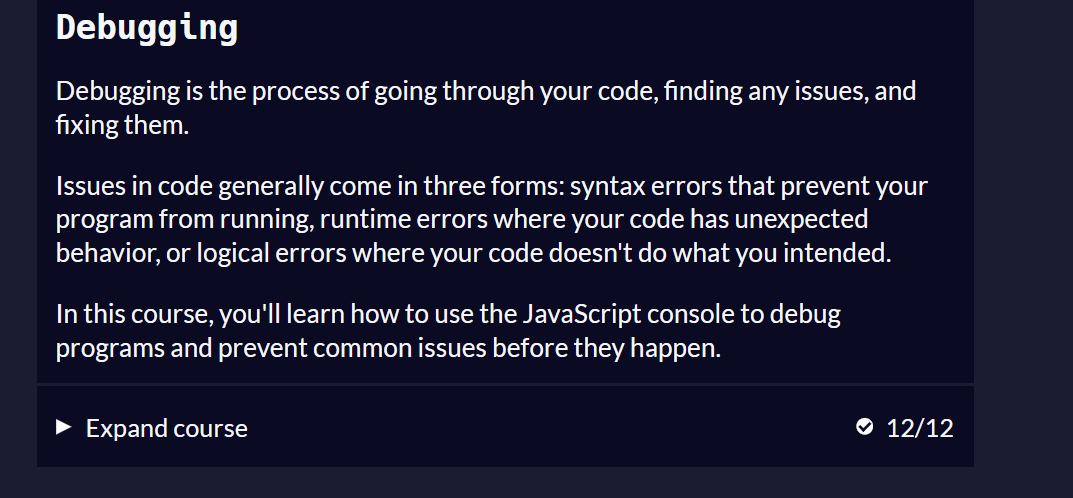 Debugging
Debugging is the process of going through your code, finding any issues, and
fixing them.
Issues in code generally come in three forms: syntax errors that prevent your
program from running, runtime errors where your code has unexpected
behavior, or logical errors where your code doesn't do what you intended.
In this course, you'll learn how to use the JavaScript console to debug
programs and prevent common issues before they happen.
Expand course 12/12